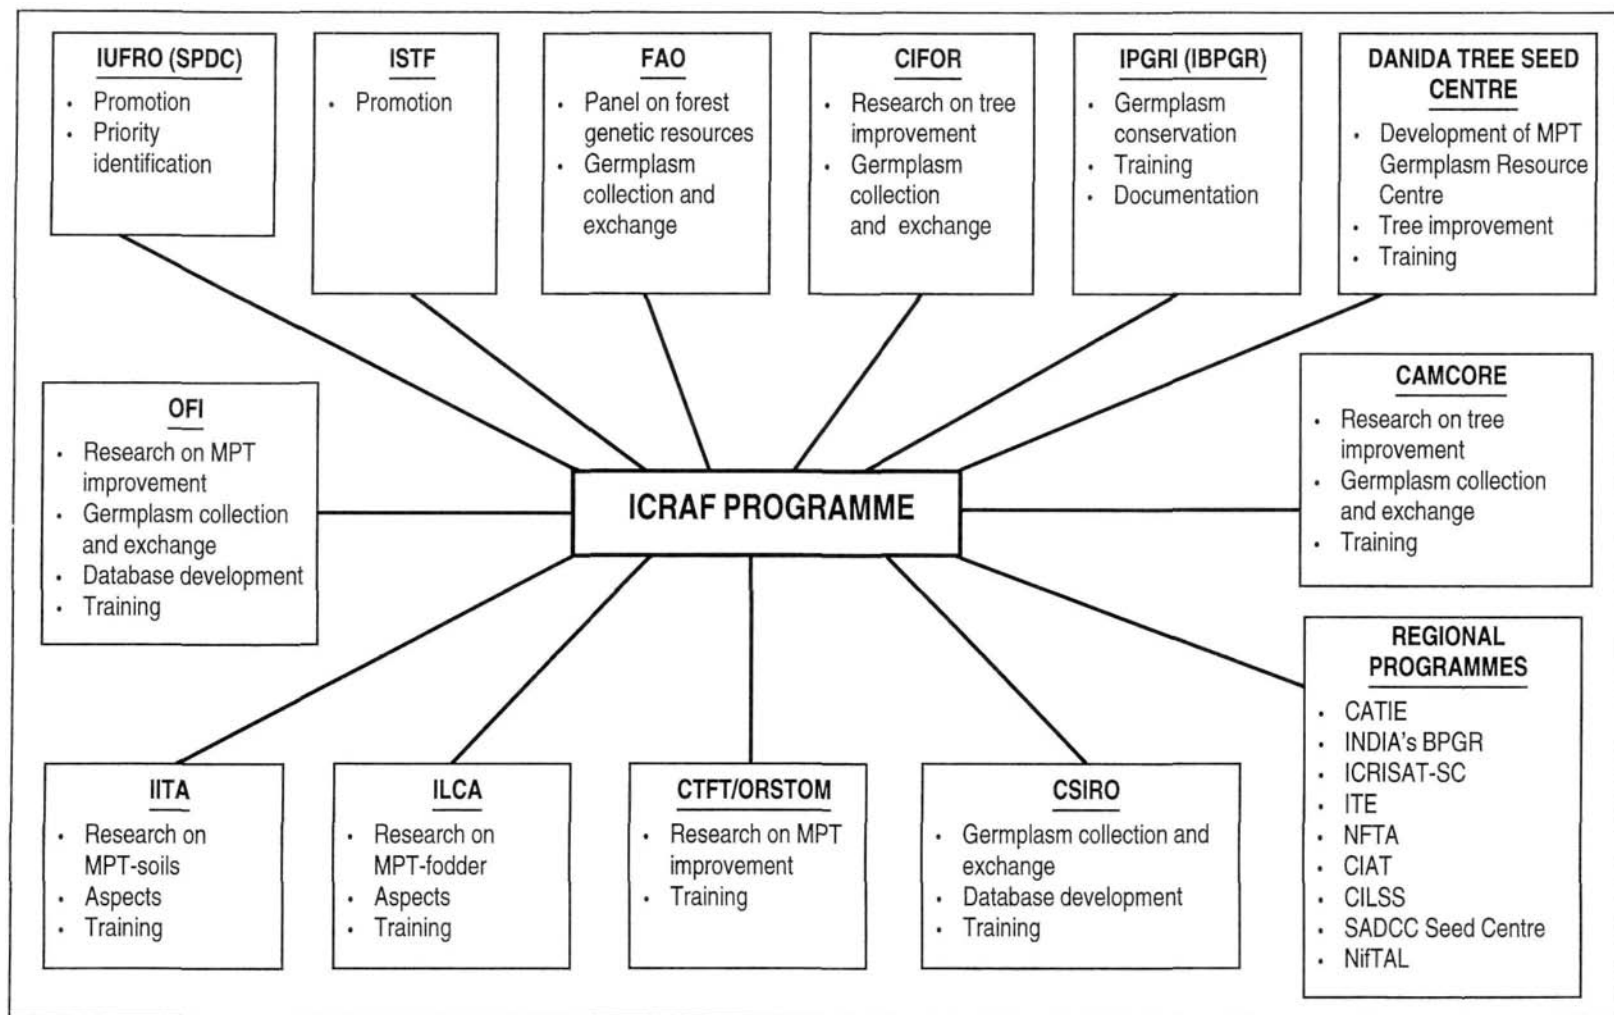 IUFRO (SPDC)
• Promotion
• Priority
identification
ISTF
• Promotion
FAO
• Panel on forest
genetic resources
• Germplasm
collection and
exchange
CIFOR
• Research on tree
improvement
• Germplasm
collection
and exchange
IPGRI (IBPGR)
• Germplasm
conservation
• Training
• Documentation
DANIDA TREE SEED
CENTRE
• Development of MPT
Germplasm Resource
Centre
• Tree improvement
• Training
OFI
• Research on MPT
improvement
• Germplasm collection
and exchange
• Database development
• Training
ICRAF PROGRAMME
CAMCORE
• Research on tree
improvement
• Germplasm collection
and exchange
• Training
IITA
• Research on
MPT-soils
• Aspects
• Training
ILCA
• Research on
MPT-fodder
• Aspects
• Training
CTFT/ORSTOM
• Research on MPT
improvement
• Training
CSIRO
• Germplasm collection and
exchange
• Database development
• Training
REGIONAL
PROGRAMMES
• CATIE
• INDIA's BPGR
• ICRISAT-SC
• ITE
• NFTA
• CIAT
• CILSS
• SADCC Seed Centre
• NifTAL